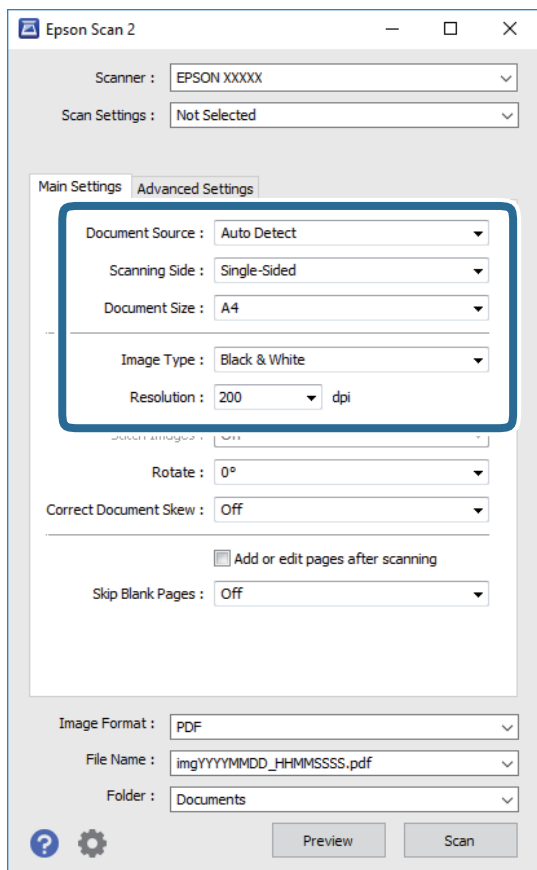 Epson Scan 2
Scanner : EPSON XXXXX
Scan Settings : Not Selected
Main Settings Advanced Settings
Document Source : Auto Detect
Scanning Side : Single-Sided
Document Size : A4
Image Type : Black & White
Resolution : 200 dpi
Stitch Images : Off
Rotate : 0°
Correct Document Skew : Off
Add or edit pages after scanning
Skip Blank Pages : Off
Image Format : PDF
File Name : imgYYYYMMDD_HHMMSSSS.pdf
Folder : Documents
? Preview Scan